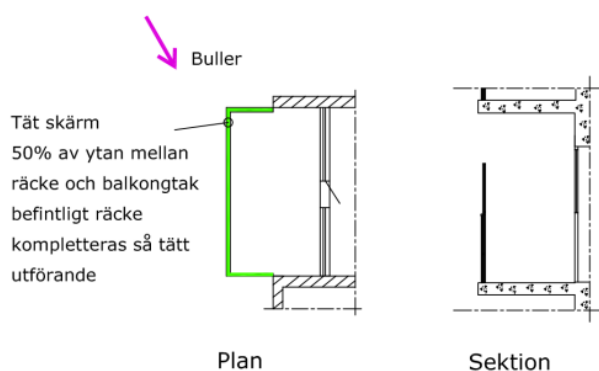 Buller
Tät skärm
50% av ytan mellan
räcke och balkongtak
befintligt räcke
kompletteras så tätt
utförande
Plan
Sektion